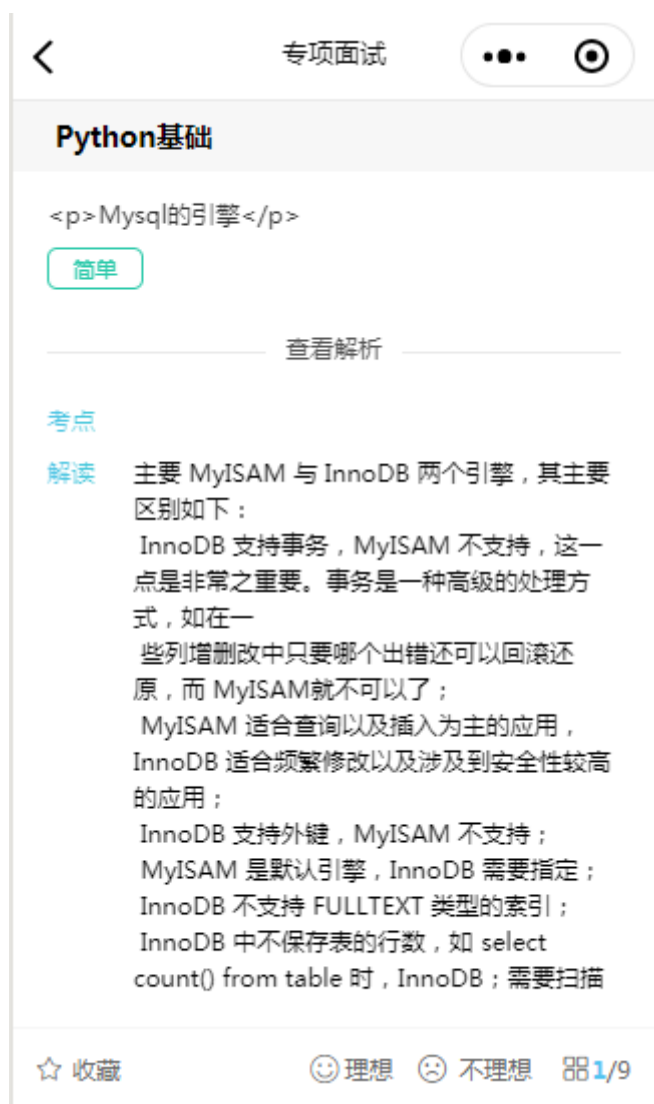 专项面试
Python基础
<p>Mysql的引擎</p>
简单
查看解析
考点
解读
主要 MyISAM 与 InnoDB 两个引擎，其主要
区别如下：
InnoDB 支持事务，MyISAM 不支持，这一
点是非常之重要。事务是一种高级的处理方
式，如在一
些列增删改中只要哪个出错还可以回滚还
原，而 MyISAM就不可以了；
MyISAM 适合查询以及插入为主的应用，
InnoDB 适合频繁修改以及涉及到安全性较高
的应用；
InnoDB 支持外键，MyISAM 不支持；
MyISAM 是默认引擎，InnoDB 需要指定；
InnoDB 不支持 FULLTEXT 类型的索引；
InnoDB 中不保存表的行数，如 select
count() from table 时，InnoDB；需要扫描
收藏 理想 不理想 1/9